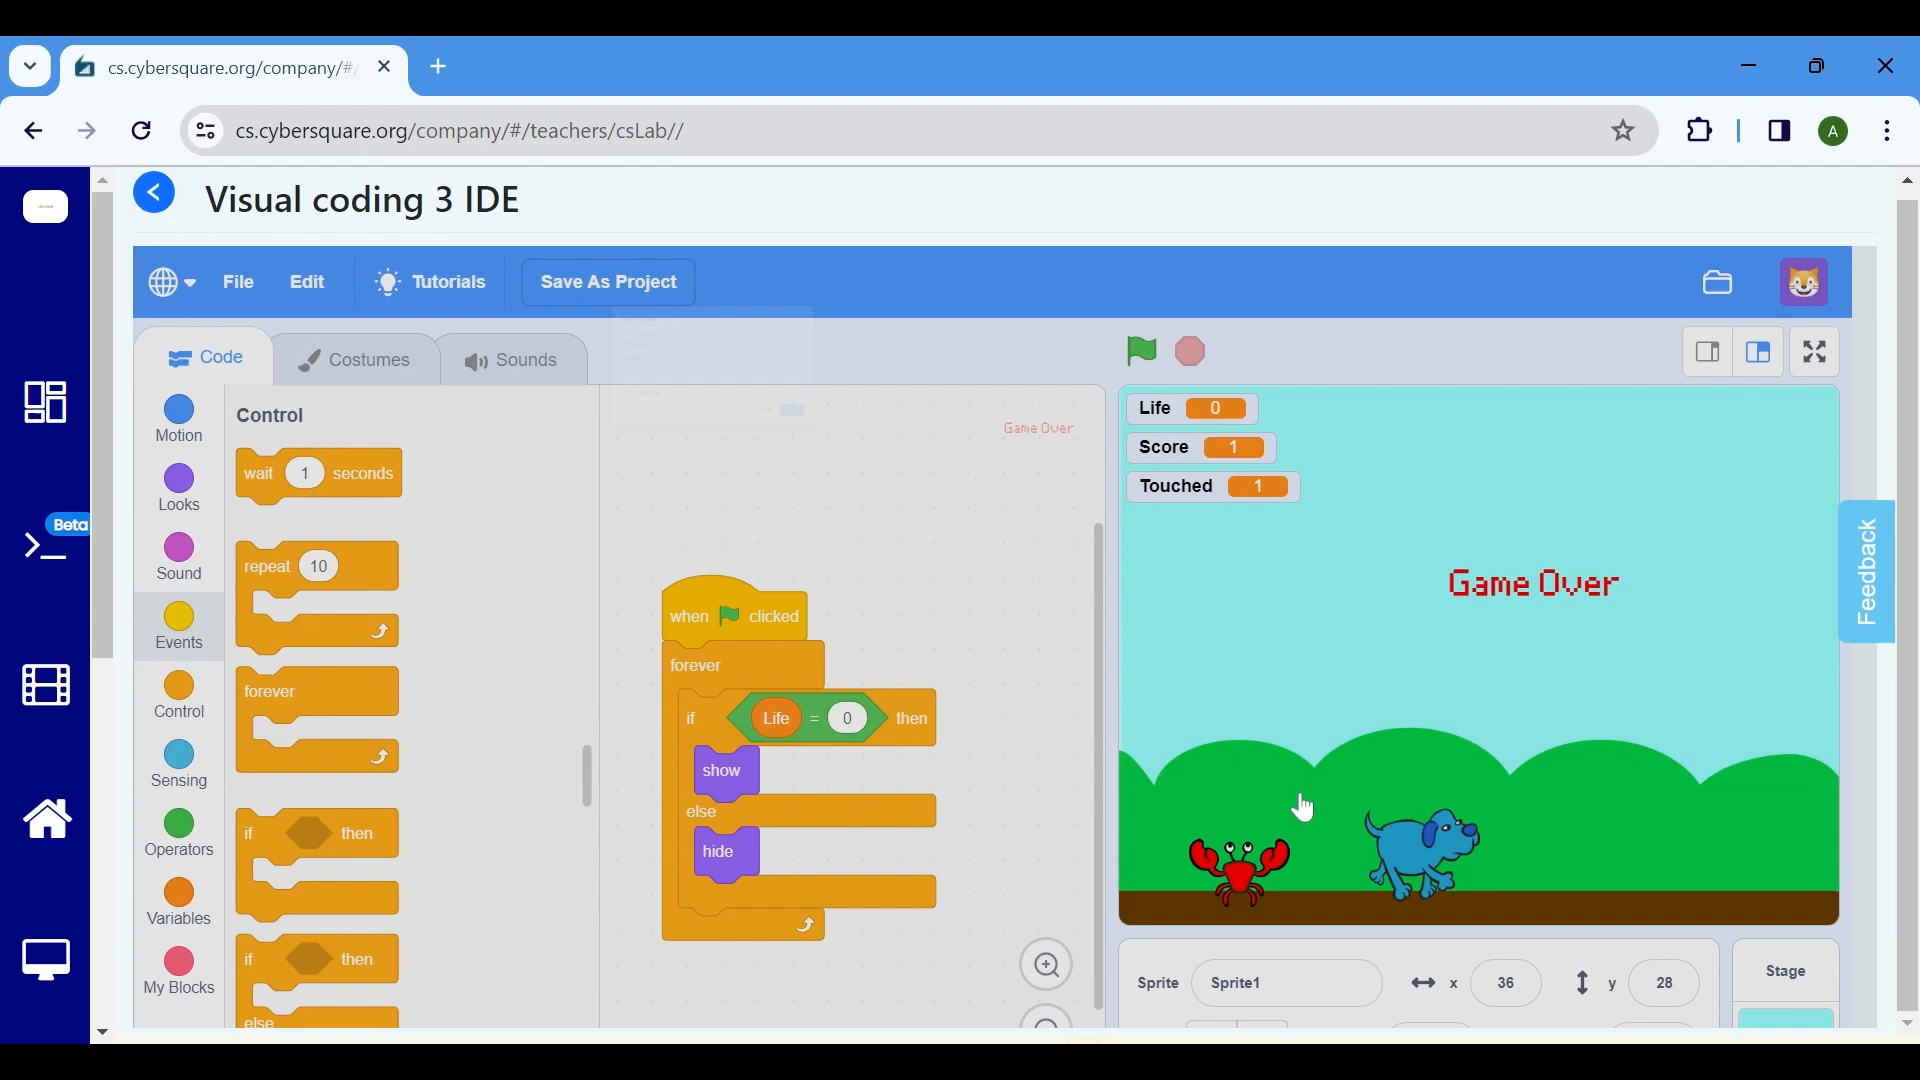 cs.cybersquare.org/company/#/
cs.cybersquare.org/company/#/teachers/csLab//
A
Visual coding 3 IDE
File
Edit
Tutorials
Save As Project
Code
Costumes
Sounds
Motion
Looks
Sound
Events
Control
Sensing
Operators
Variables
My Blocks
Beta
Control
wait 1 seconds
repeat 10
forever
if then
if then
else
Game Over
when clicked
forever
if Life = 0 then
show
else
hide
Life 0
Score 1
Touched 1
Game Over
Feedback
Sprite Sprite1 x 36 y 28
Stage